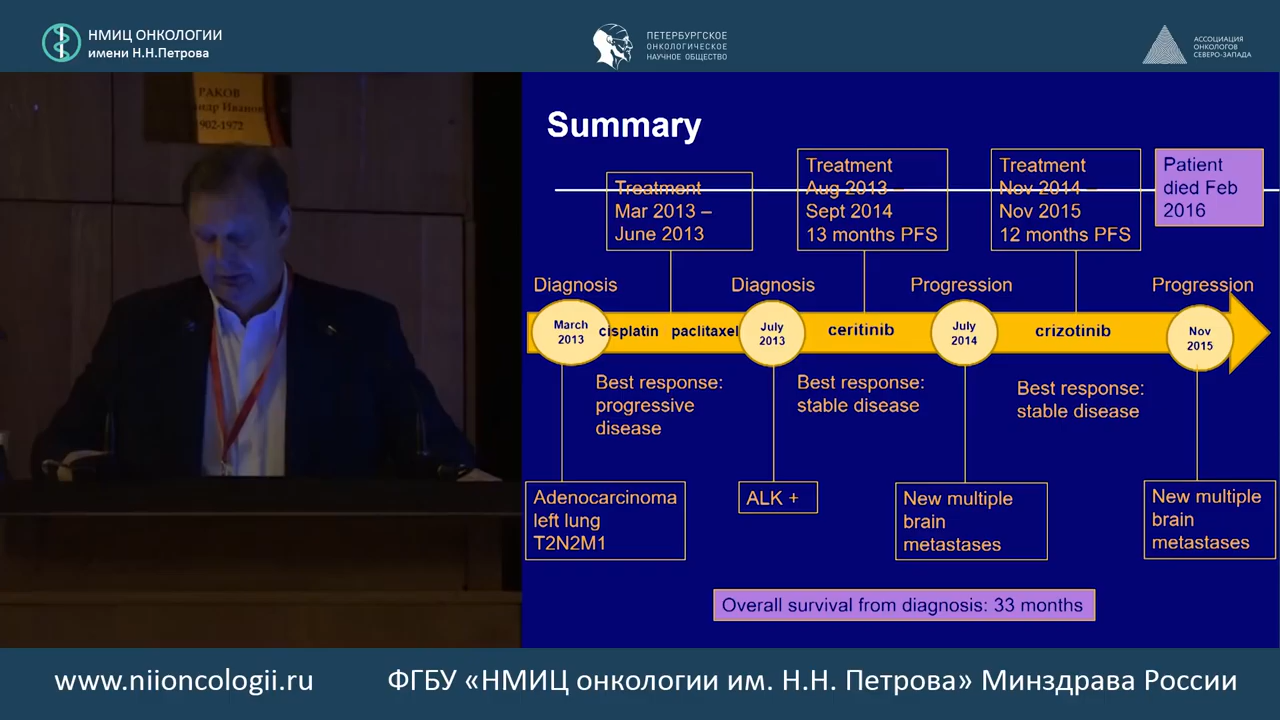 НМИЦ ОНКОЛОГИИ
имени Н.Н.Петрова
ПЕТЕРБУРГСКОЕ
ОНКОЛОГИЧЕСКОЕ
НАУЧНОЕ ОБЩЕСТВО
АССОЦИАЦИЯ
ОНКОЛОГОВ
СЕВЕРО-ЗАПАДА
РАКОВ
1902-1972
Summary
Treatment
Mar 2013 –
June 2013
Treatment
Aug 2013 –
Sept 2014
13 months PFS
Treatment
Nov 2014 –
Nov 2015
12 months PFS
Patient
died Feb
2016
Diagnosis
Diagnosis
Progression
Progression
March
2013
cisplatin paclitaxel
July
2013
ceritinib
July
2014
crizotinib
Nov
2015
Best response:
progressive
disease
Best response:
stable disease
Best response:
stable disease
Adenocarcinoma
left lung
T2N2M1
ALK +
New multiple
brain
metastases
New multiple
brain
metastases
Overall survival from diagnosis: 33 months
www.niioncologii.ru
ФГБУ «НМИЦ онкологии им. Н.Н. Петрова» Минздрава России